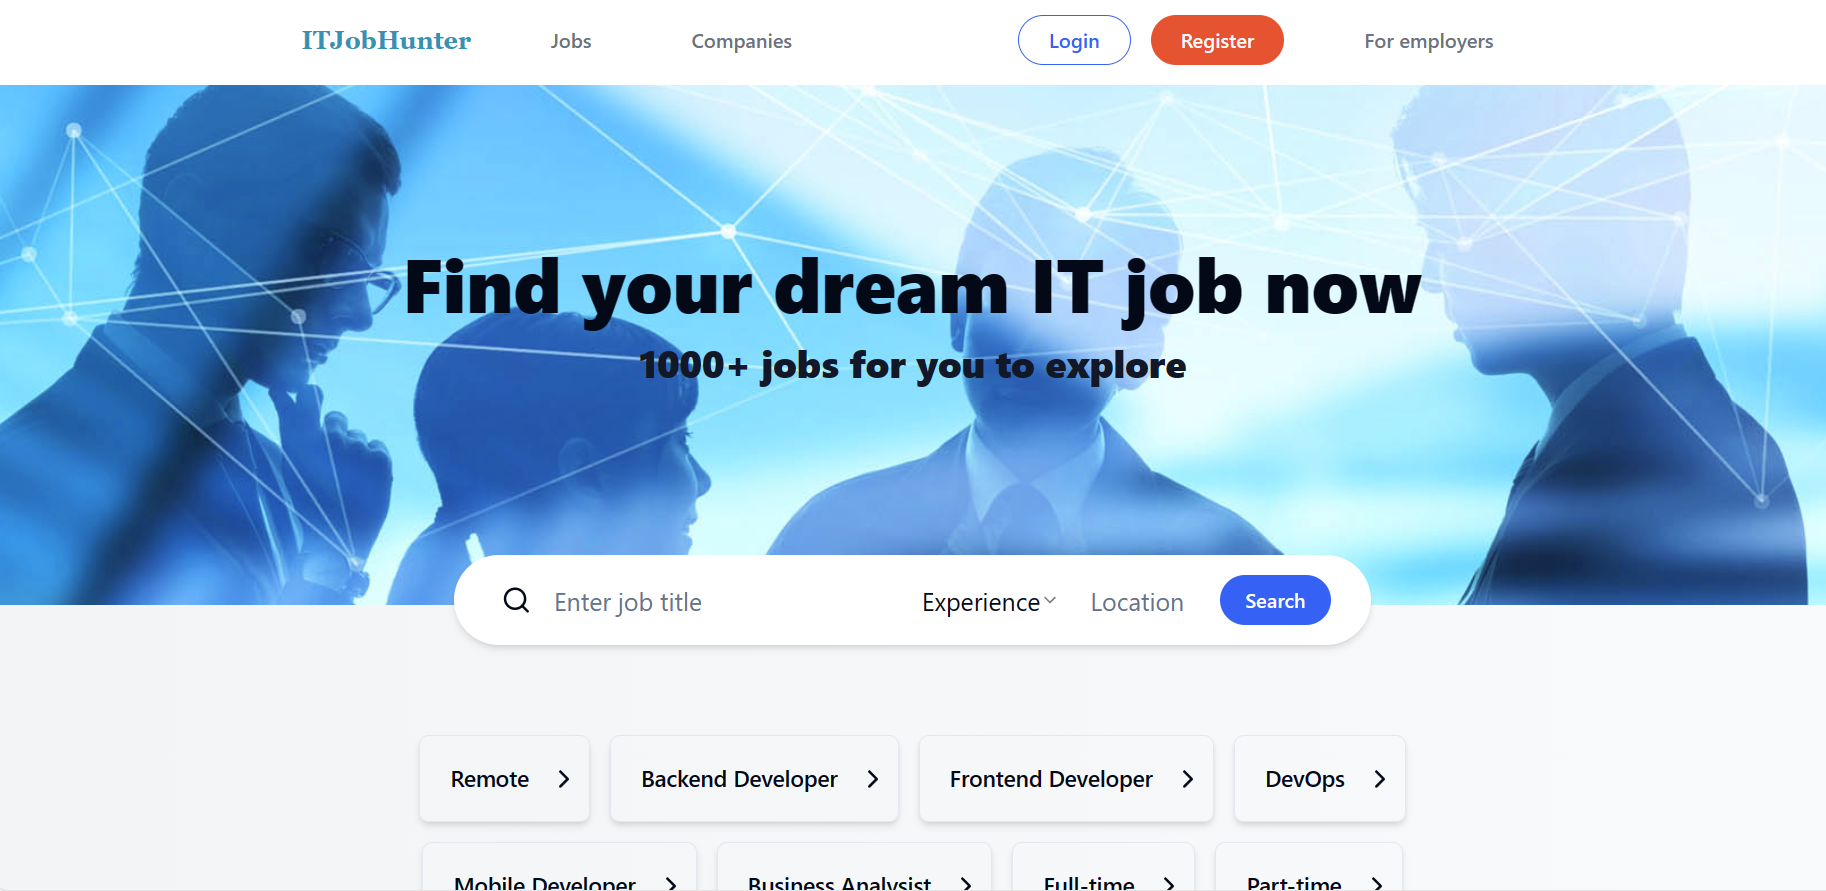 ITJobHunter Jobs Companies Login Register For employers
Find your dream IT job now
1000+ jobs for you to explore
Enter job title Experience Location Search
Remote Backend Developer Frontend Developer DevOps
Mobile Developer Business Analysist Full-time Part-time